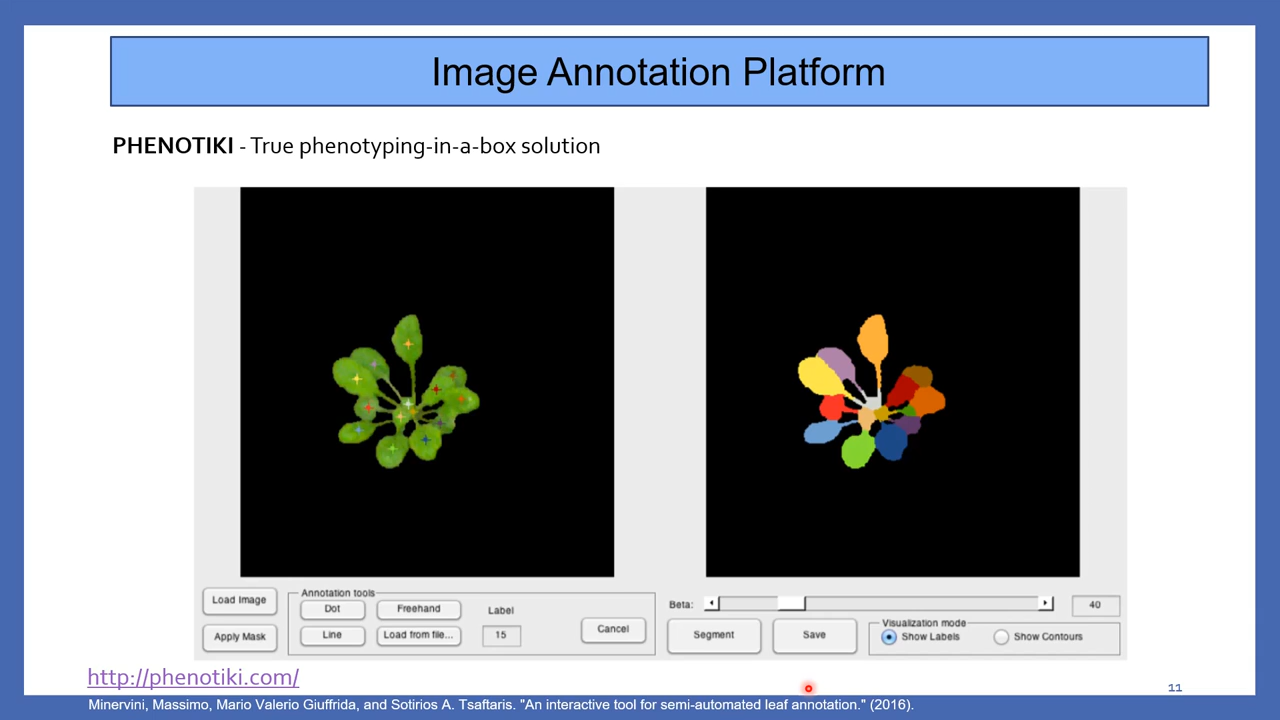 Image Annotation Platform
PHENOTIKI - True phenotyping-in-a-box solution
Load Image
Apply Mask
Annotation tools
Dot
Freehand
Label
Line
Load from file...
15
Cancel
Beta:
40
Segment
Save
Visualization mode
Show Labels
Show Contours
http://phenotiki.com/
11
Minervini, Massimo, Mario Valerio Giuffrida, and Sotirios A. Tsaftaris. "An interactive tool for semi-automated leaf annotation." (2016).